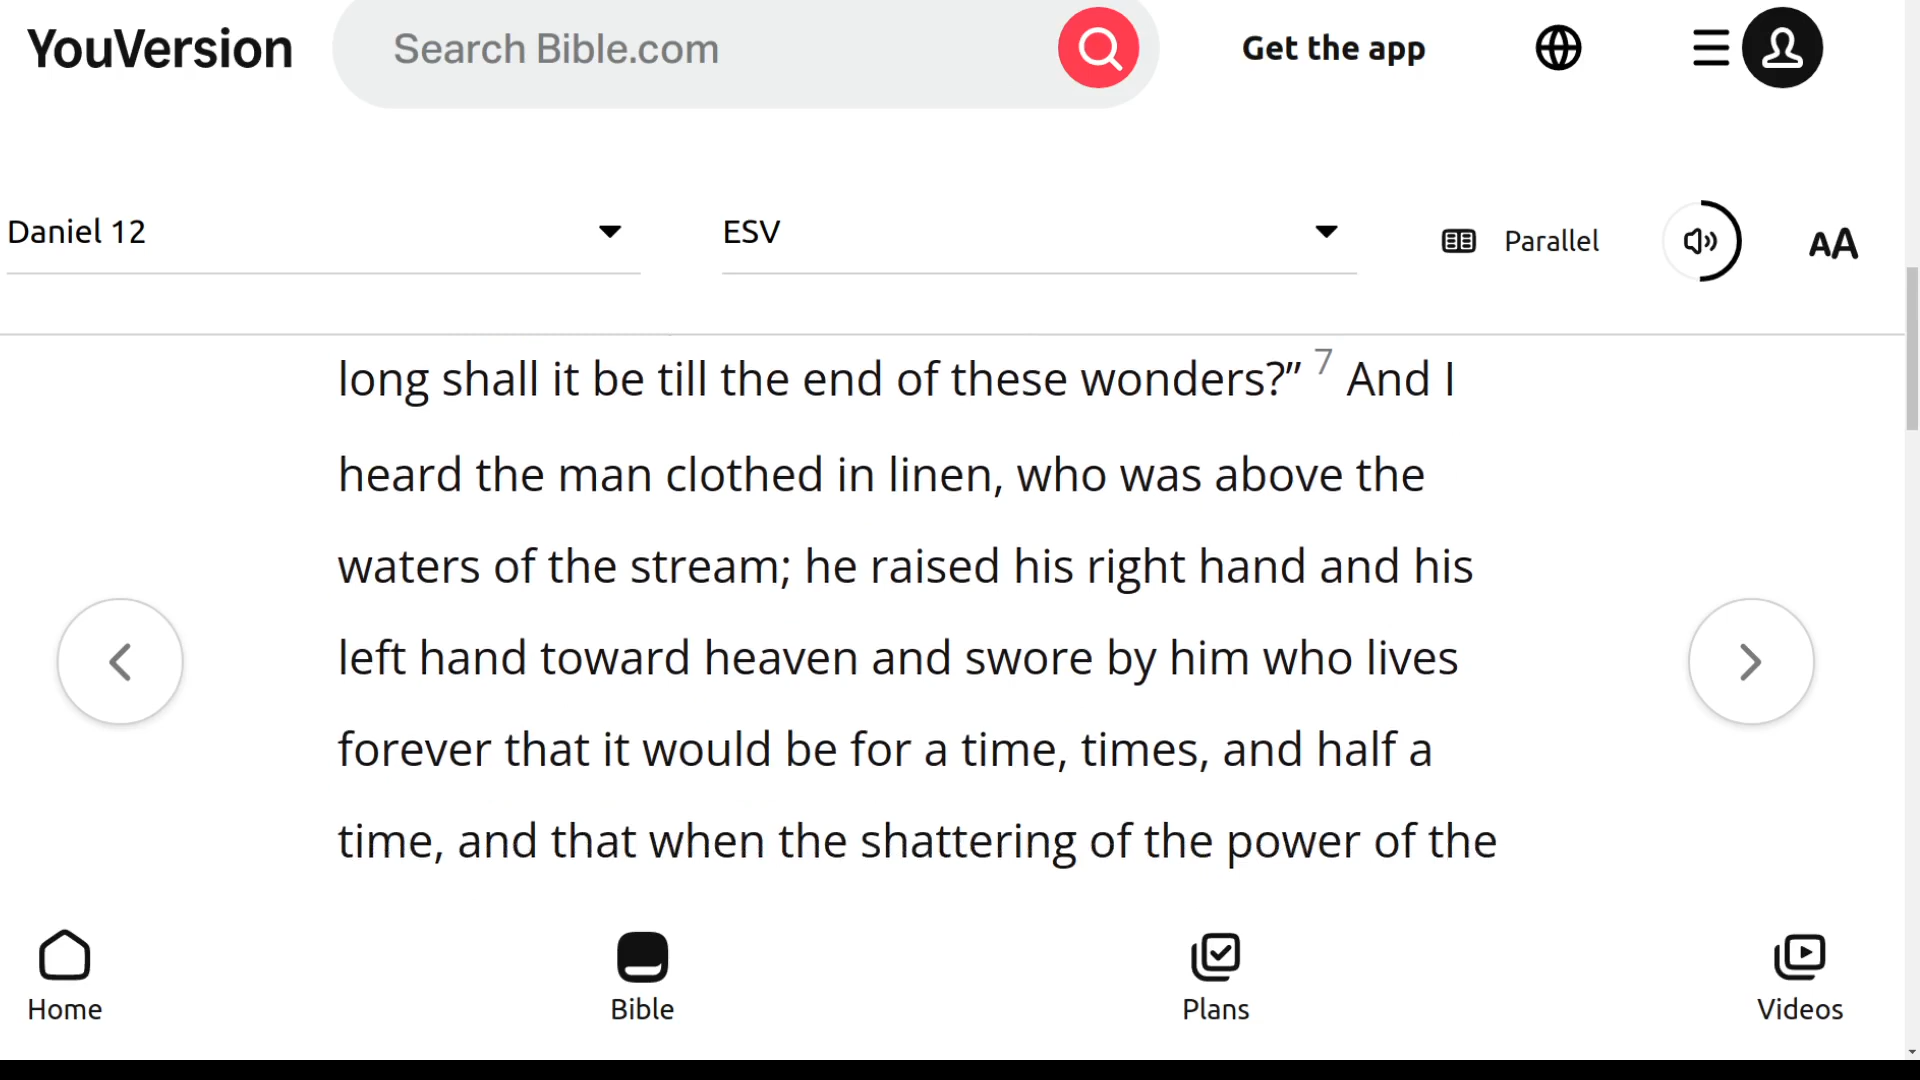 YouVersion
Search Bible.com
Get the app
Daniel 12
ESV
Parallel
AA
long shall it be till the end of these wonders?” 7 And I
heard the man clothed in linen, who was above the
waters of the stream; he raised his right hand and his
left hand toward heaven and swore by him who lives
forever that it would be for a time, times, and half a
time, and that when the shattering of the power of the
Home
Bible
Plans
Videos